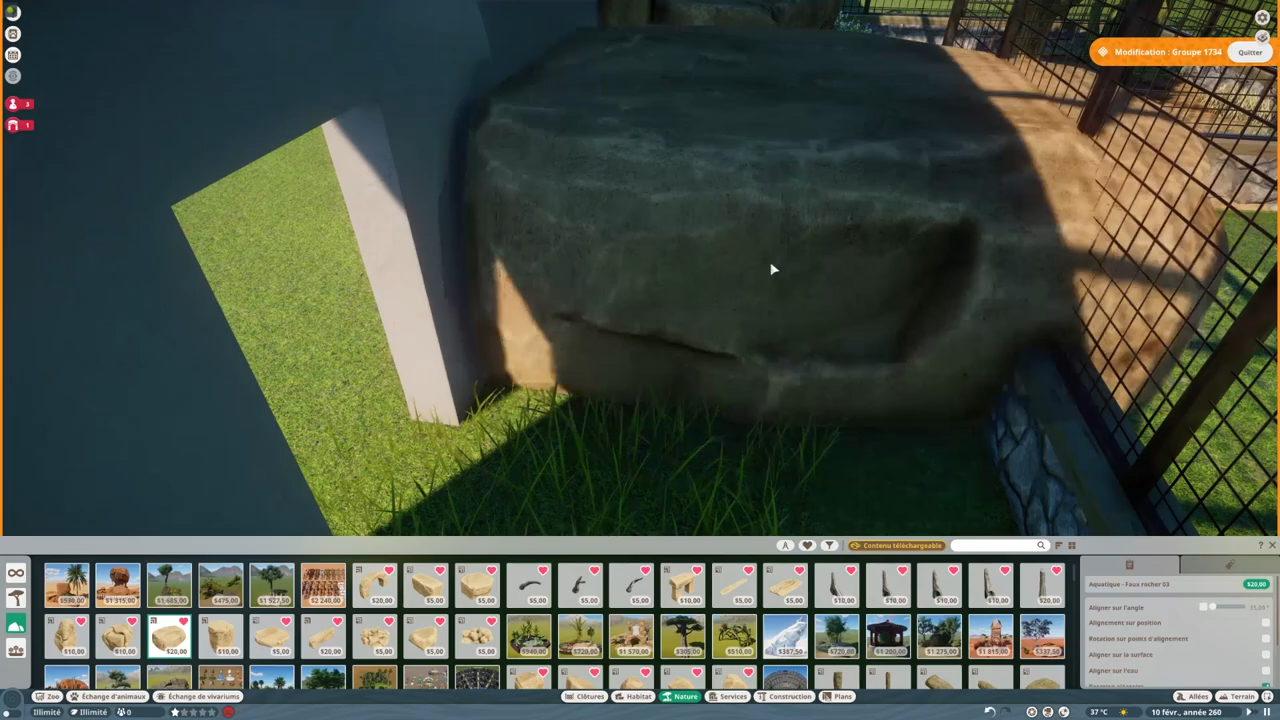 Modification : Groupe 1734
Quitter
3
1
Contenu téléchargeable
?
$530,00 $1 315,00 $1 485,00 $475,00 $1 527,50 $2 240,00 $20,00 $5,00 $5,00 $5,00 $5,00 $5,00 $10,00 $5,00 $5,00 $10,00 $10,00 $10,00 $10,00 $20,00
$10,00 $10,00 $20,00 $10,00 $5,00 $20,00 $5,00 $5,00 $5,00 $940,00 $720,00 $1 570,00 $305,00 $510,00 $387,50 $720,00 $1 200,00 $1 275,00 $1 815,00 $337,50
Aquatique - Faux rocher 03
$20,00
Aligner sur l'angle
Alignement sur position
Rotation sur points d'alignement
Aligner sur la surface
Aligner sur l'eau
Zoo Échange d'animaux Échange de vivariums Clôtures Habitat Nature Services Construction Plans Allées Terrain
Illimité Illimité 0 37 °C 10 févr., année 260